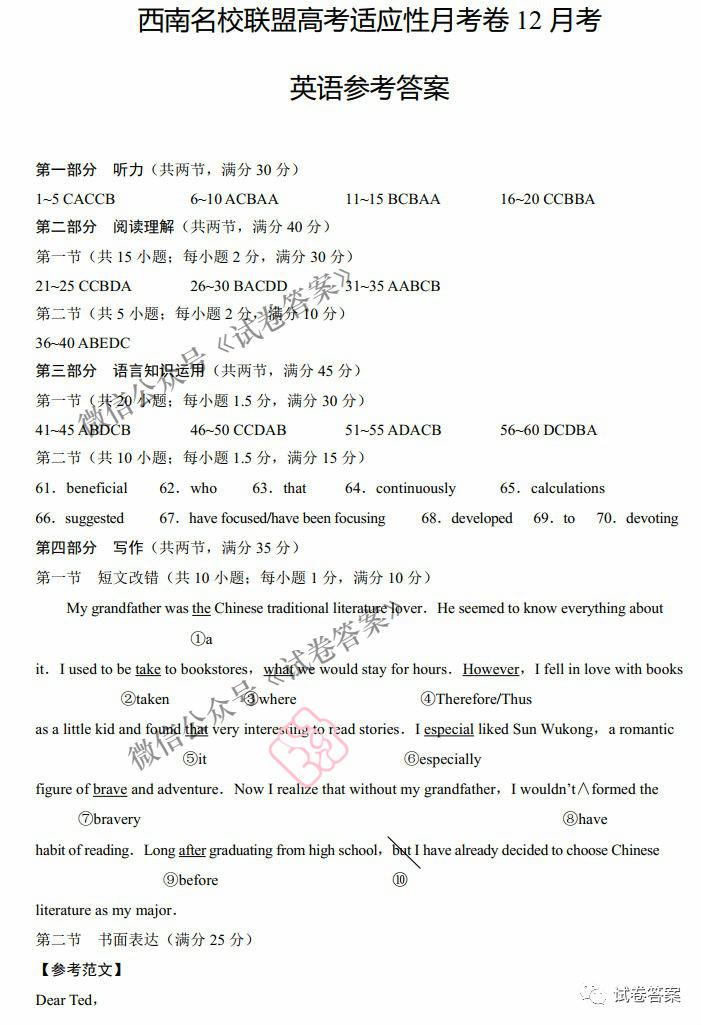 西南名校联盟高考适应性月考卷 12 月考
英语参考答案
第一部分 听力（共两节，满分 30 分）
1~5 CACCB 6~10 ACBAA 11~15 BCBAA 16~20 CCBBA
第二部分 阅读理解（共两节，满分 40 分）
第一节（共 15 小题；每小题 2 分，满分 30 分）
21~25 CCBDA 26~30 BACDD 31~35 AABCB
第二节（共 5 小题；每小题 2 分，满分 10 分）
36~40 ABEDC
第三部分 语言知识运用（共两节，满分 45 分）
第一节（共 20 小题；每小题 1.5 分，满分 30 分）
41~45 ABDCB 46~50 CCDAB 51~55 ADACB 56~60 DCDBA
第二节（共 10 小题；每小题 1.5 分，满分 15 分）
61．beneficial 62．who 63．that 64．continuously 65．calculations
66．suggested 67．have focused/have been focusing 68．developed 69．to 70．devoting
第四部分 写作（共两节，满分 35 分）
第一节 短文改错（共 10 小题；每小题 1 分，满分 10 分）
My grandfather was the Chinese traditional literature lover．He seemed to know everything about
①a
it．I used to be take to bookstores，what we would stay for hours．However，I fell in love with books
②taken ③where ④Therefore/Thus
as a little kid and found that very interesting to read stories．I especial liked Sun Wukong，a romantic
⑤it ⑥especially
figure of brave and adventure．Now I realize that without my grandfather，I wouldn't∧formed the
⑦bravery ⑧have
habit of reading．Long after graduating from high school，but I have already decided to choose Chinese
⑨before ⑩
literature as my major．
第二节 书面表达（满分 25 分）
【参考范文】
Dear Ted，
微信公众号《试卷答案》
微信公众号《试卷答案》
试卷答案